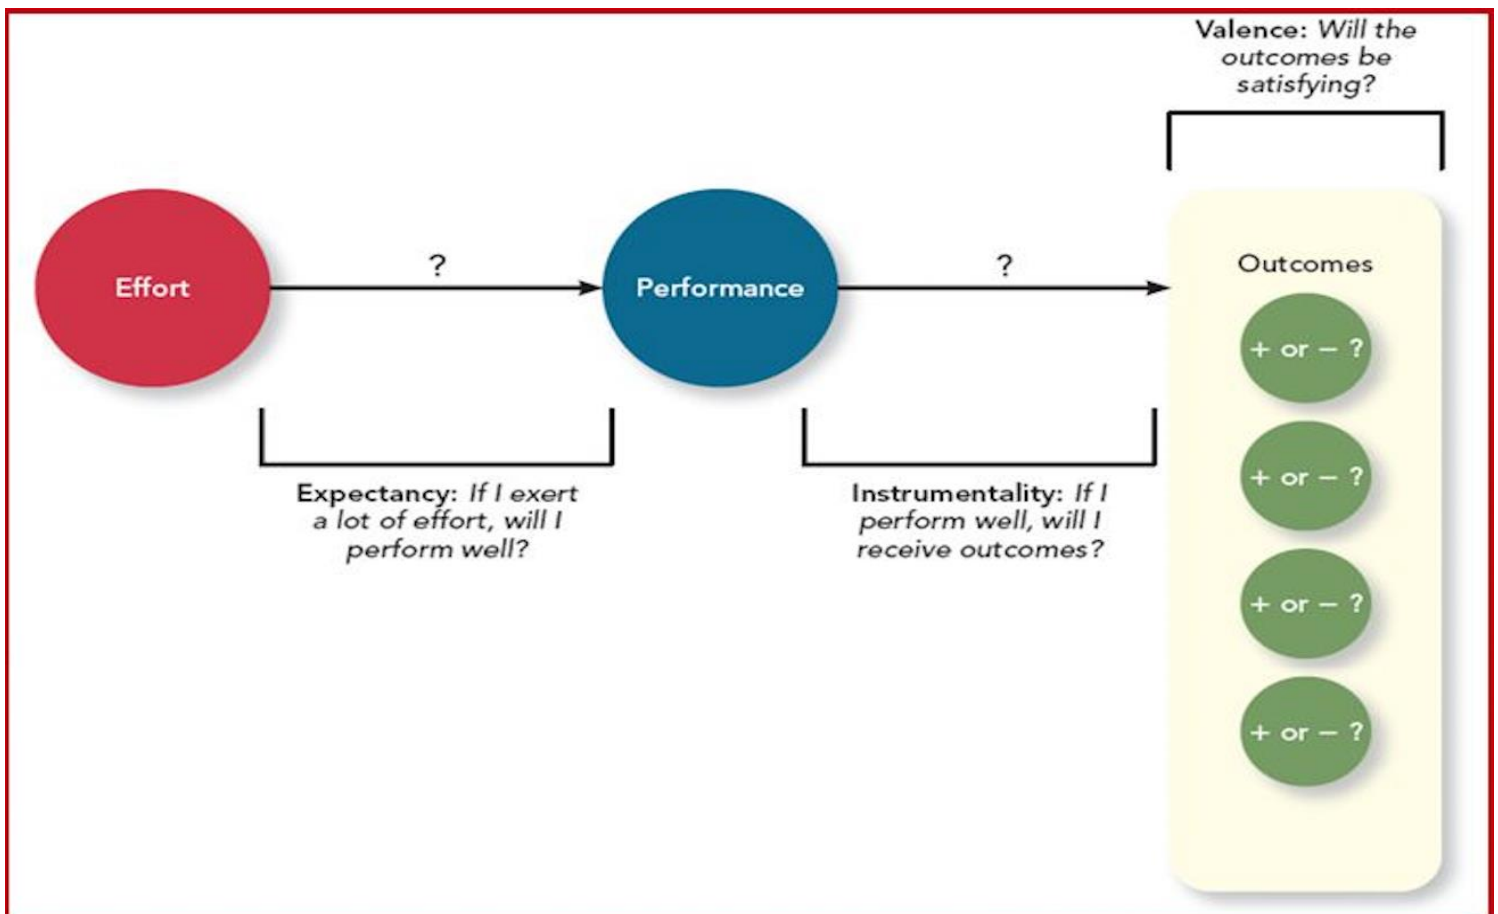 Valence: Will the
outcomes be
satisfying?
Effort
?
Performance
?
Outcomes
+ or – ?
+ or – ?
+ or – ?
+ or – ?
Expectancy: If I exert
a lot of effort, will I
perform well?
Instrumentality: If I
perform well, will I
receive outcomes?